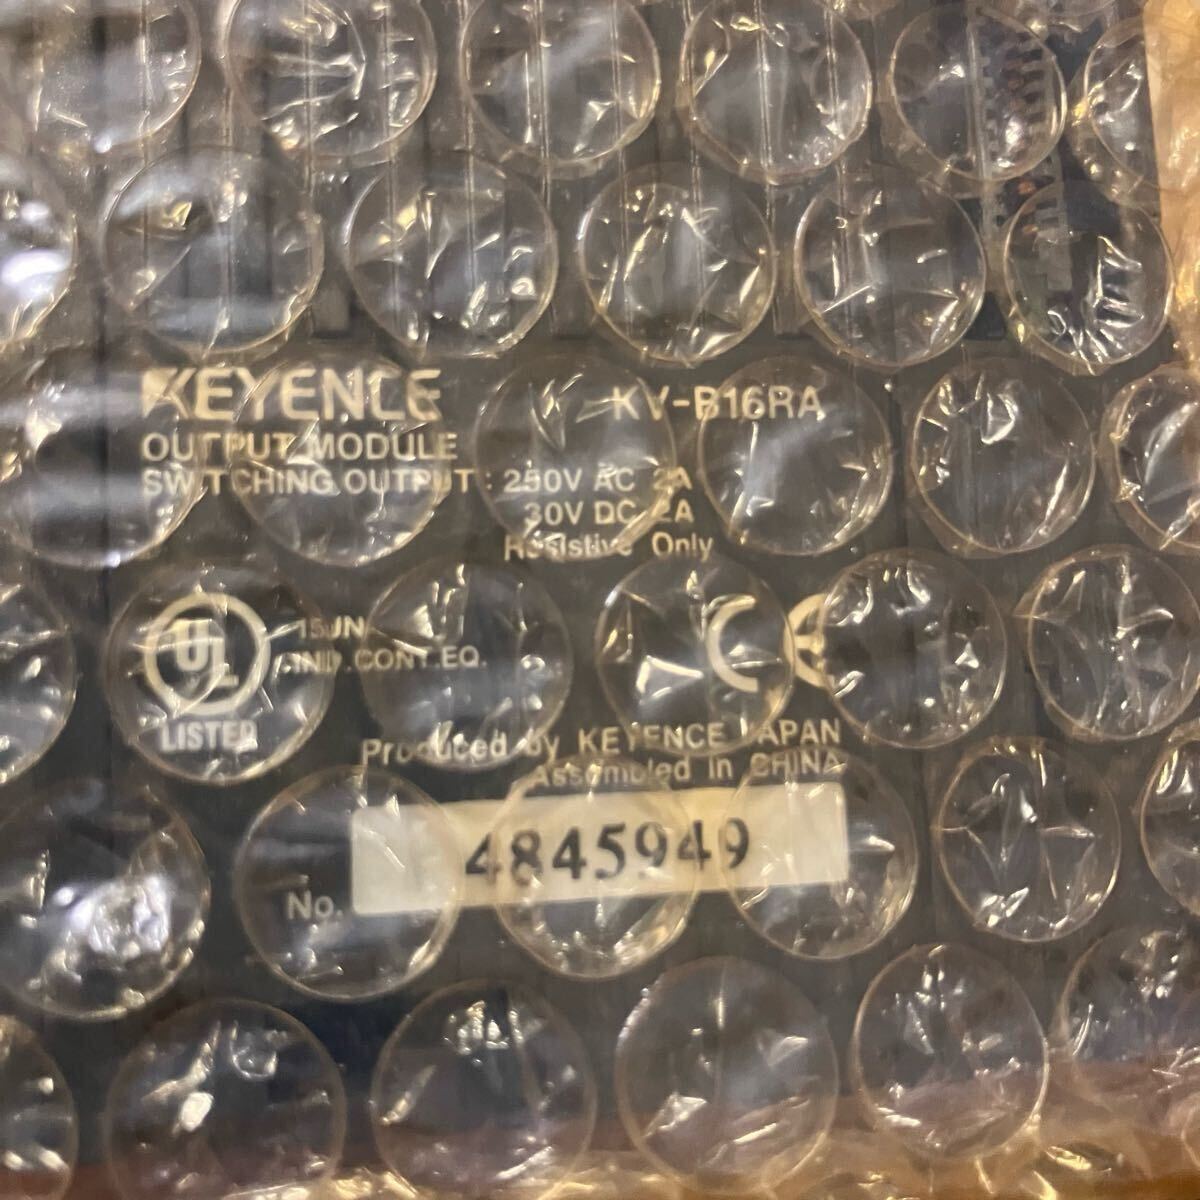 KEYENCE KV-B16RA
OUTPUT MODULE
SWITCHING OUTPUT : 250V AC 2A
30V DC 2A
Resistive Only
UL 15JN CE
IND.CONT.EQ.
LISTED
Produced by KEYENCE JAPAN
Assembled in CHINA
No. 4845949